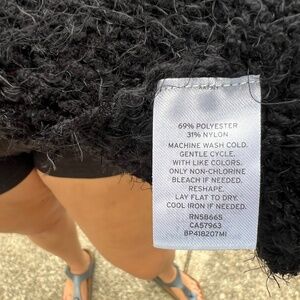 69% POLYESTER
31% NYLON
MACHINE WASH COLD.
GENTLE CYCLE.
WITH LIKE COLORS.
ONLY NON-CHLORINE
BLEACH IF NEEDED.
RESHAPE.
LAY FLAT TO DRY.
COOL IRON IF NEEDED.
RN58665
CA57963
BP418207MI